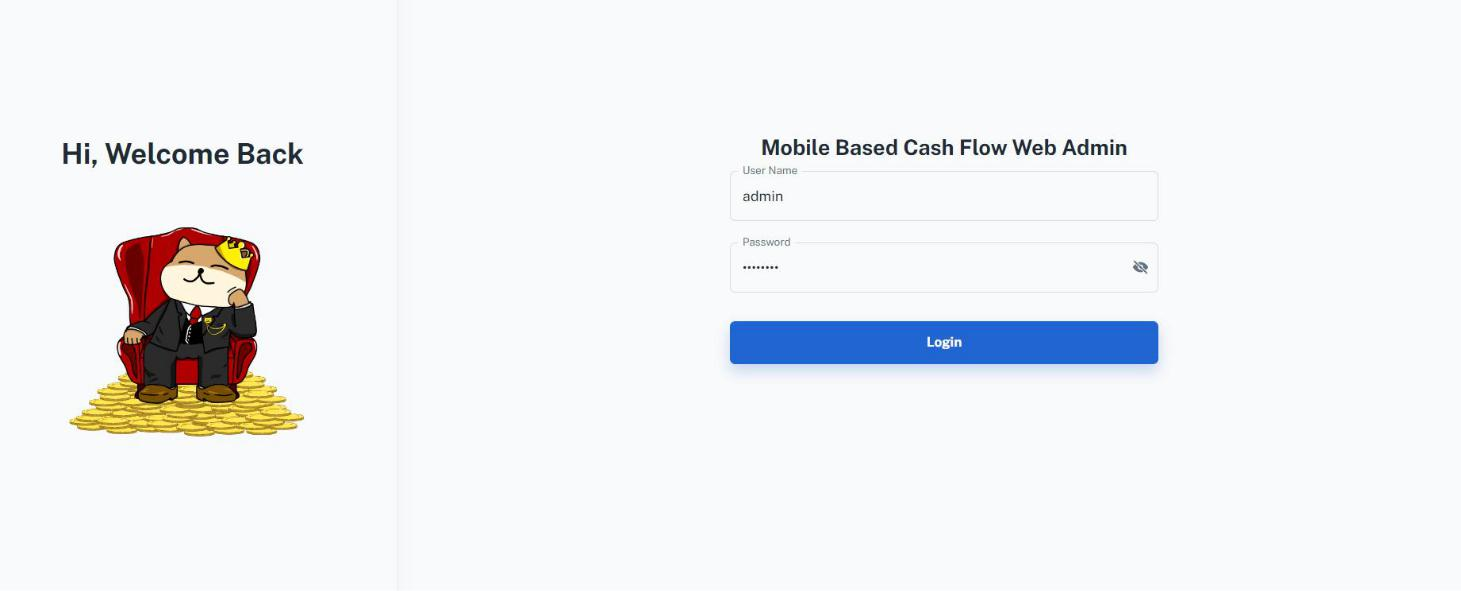 Hi, Welcome Back
Mobile Based Cash Flow Web Admin
User Name
admin
Password
••••••••
Login